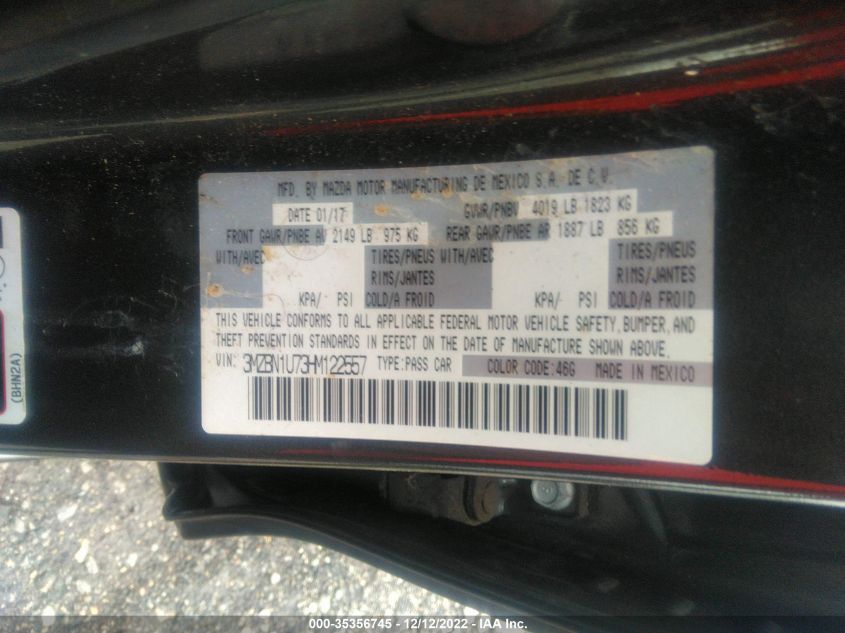 MFD. BY MAZDA MOTOR MANUFACTURING DE MEXICO S.A. DE C.V.
DATE 01/17 GVWR/PNBV 4019 LB 1823 KG
FRONT GAWR/PNBE AV 2149 LB 975 KG REAR GAWR/PNBE AR 1887 LB 856 KG
WITH/AVEC TIRES/PNEUS WITH/AVEC TIRES/PNEUS
RIMS/JANTES RIMS/JANTES
KPA/ PSI COLD/A FROID KPA/ PSI COLD/A FROID
THIS VEHICLE CONFORMS TO ALL APPLICABLE FEDERAL MOTOR VEHICLE SAFETY, BUMPER, AND
THEFT PREVENTION STANDARDS IN EFFECT ON THE DATE OF MANUFACTURE SHOWN ABOVE.
VIN: 3MZBN1U73HM122557 TYPE:PASS CAR COLOR CODE:46G MADE IN MEXICO
(BHN2A)
000-35356745 - 12/12/2022 - IAA Inc.